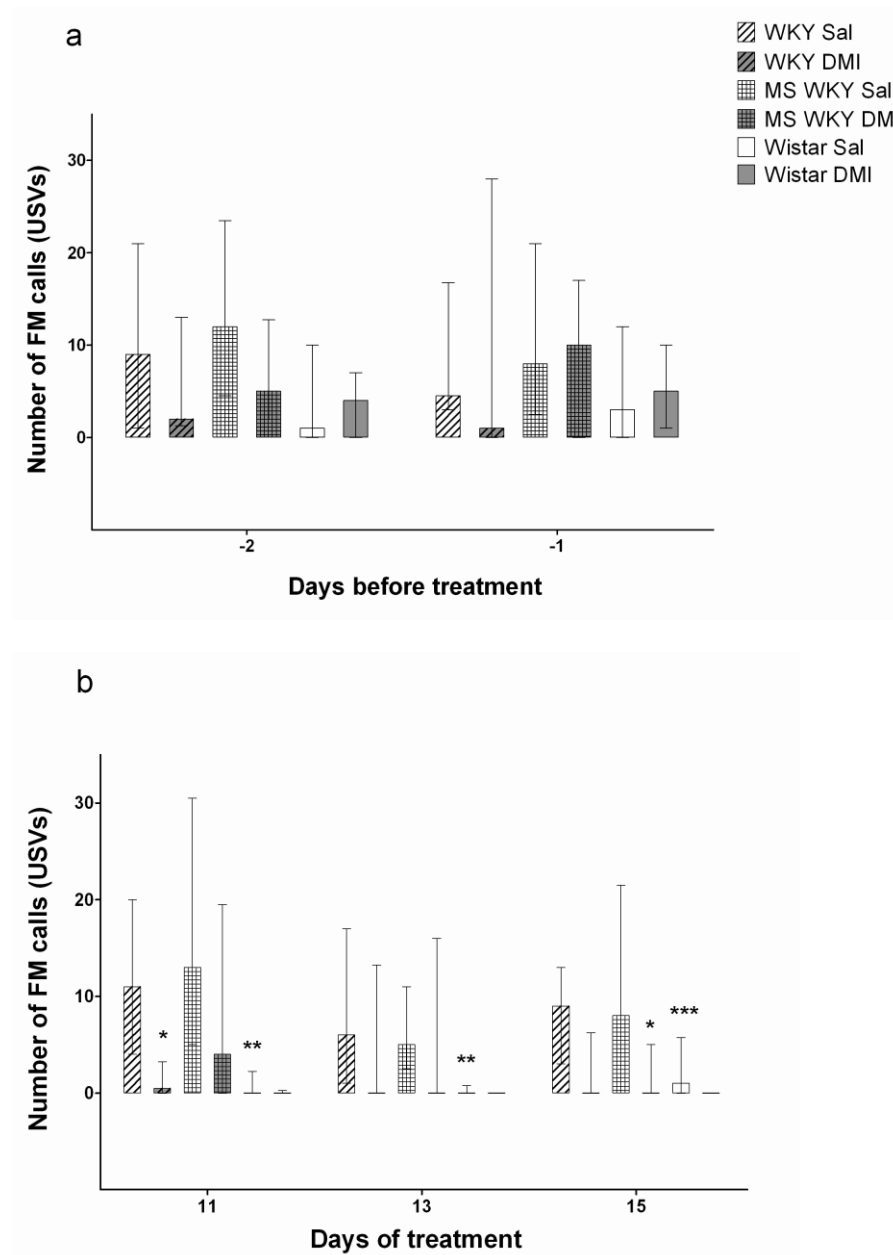 a
WKY Sal
WKY DMI
MS WKY Sal
MS WKY DM
Wistar Sal
Wistar DMI
Number of FM calls (USVs)
30
20
10
0
-2
-1
Days before treatment
b
Number of FM calls (USVs)
30
20
10
0
*
**
**
*
***
11
13
15
Days of treatment